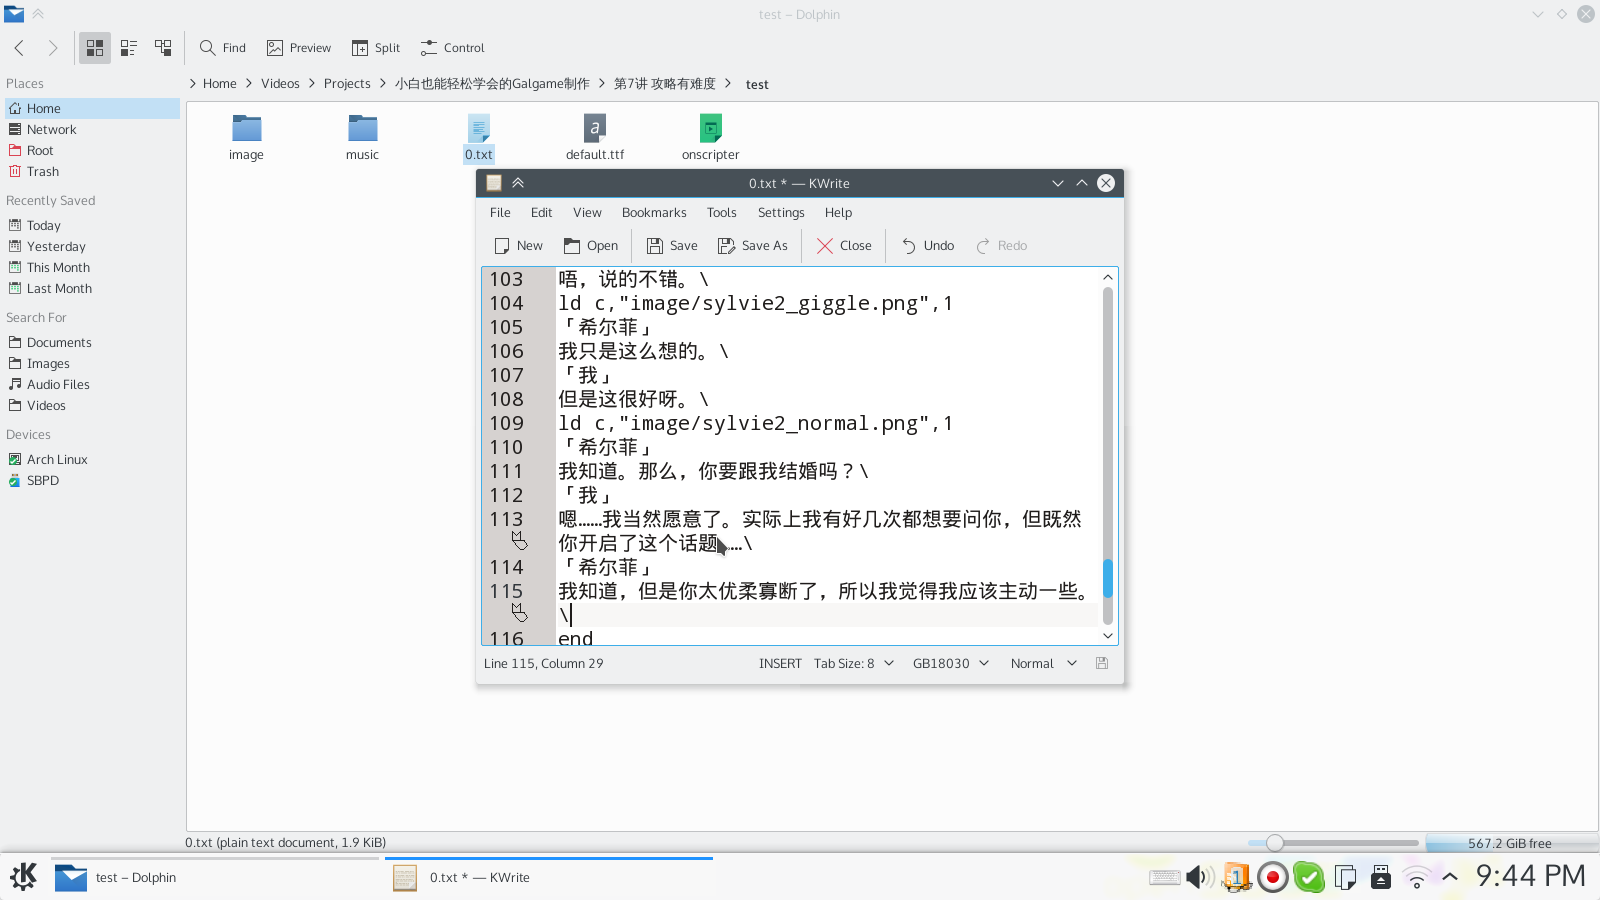 test – Dolphin
Find
Preview
Split
Control
Places
Home
Network
Root
Trash
Recently Saved
Today
Yesterday
This Month
Last Month
Search For
Documents
Images
Audio Files
Videos
Devices
Arch Linux
SBPD
Home
Videos
Projects
小白也能轻松学会的Galgame制作
第7讲 攻略有难度
test
image
music
0.txt
default.ttf
onscripter
0.txt * — KWrite
File Edit View Bookmarks Tools Settings Help
New Open Save Save As Close Undo Redo
103 唔，说的不错。\
104 ld c,"image/sylvie2_giggle.png",1
105 「希尔菲」
106 我只是这么想的。\
107 「我」
108 但是这很好呀。\
109 ld c,"image/sylvie2_normal.png",1
110 「希尔菲」
111 我知道。那么，你要跟我结婚吗？\
112 「我」
113 嗯……我当然愿意了。实际上我有好几次都想要问你，但既然
你开启了这个话题……\
114 「希尔菲」
115 我知道，但是你太优柔寡断了，所以我觉得我应该主动一些。
\
116 end
Line 115, Column 29
INSERT
Tab Size: 8
GB18030
Normal
0.txt (plain text document, 1.9 KiB)
567.2 GiB free
test – Dolphin
0.txt * — KWrite
1
9:44 PM